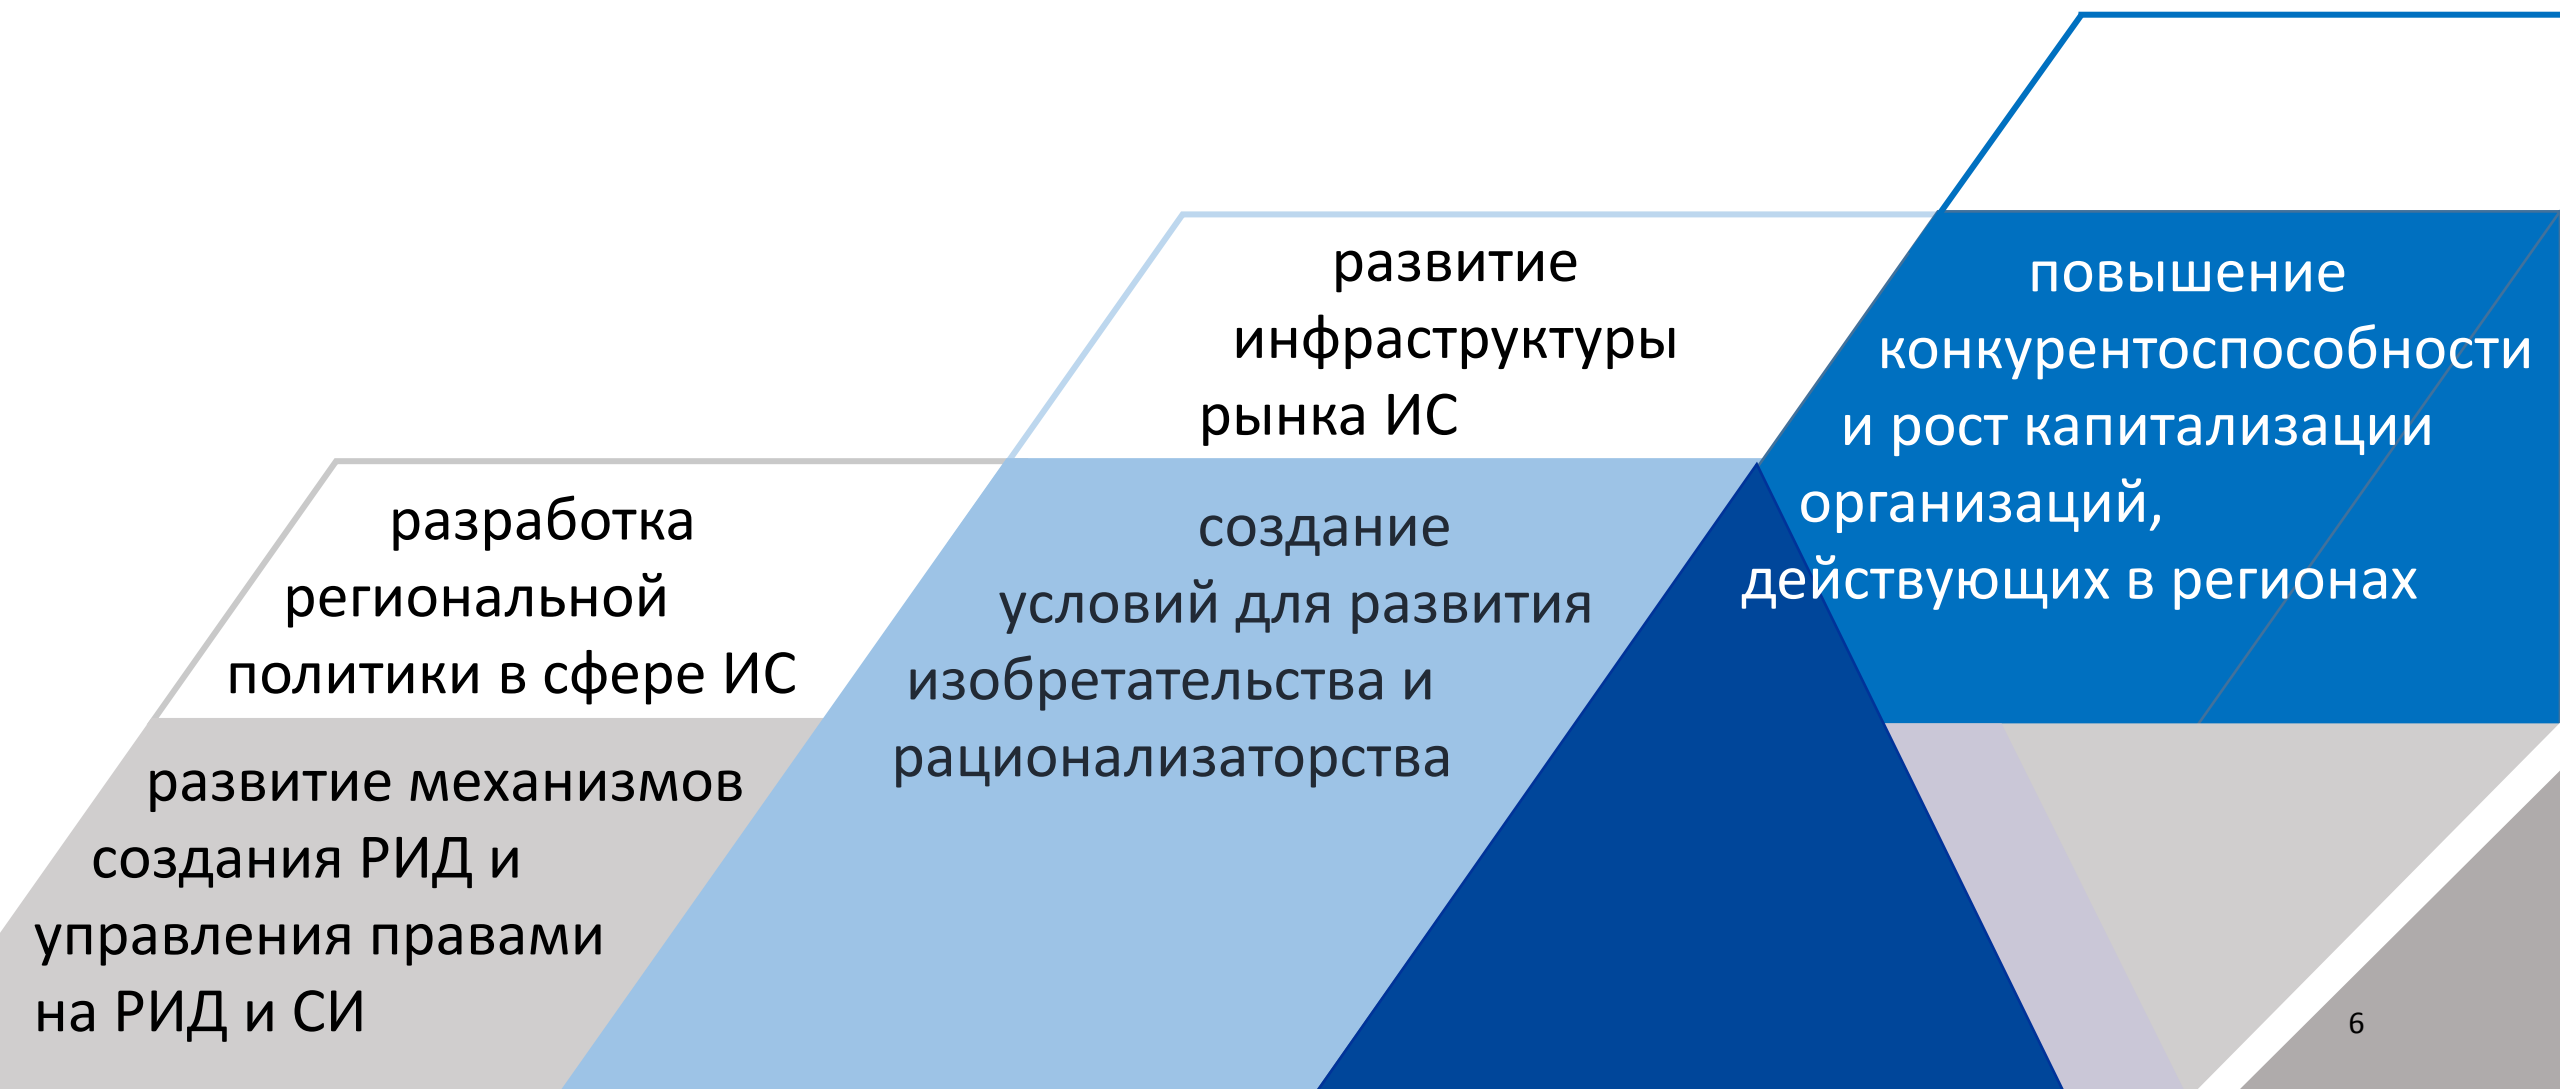 разработка
региональной
политики в сфере ИС
развитие механизмов
создания РИД и
управления правами
на РИД и СИ
развитие
инфраструктуры
рынка ИС
создание
условий для развития
изобретательства и
рационализаторства
повышение
конкурентоспособности
и рост капитализации
организаций,
действующих в регионах
6